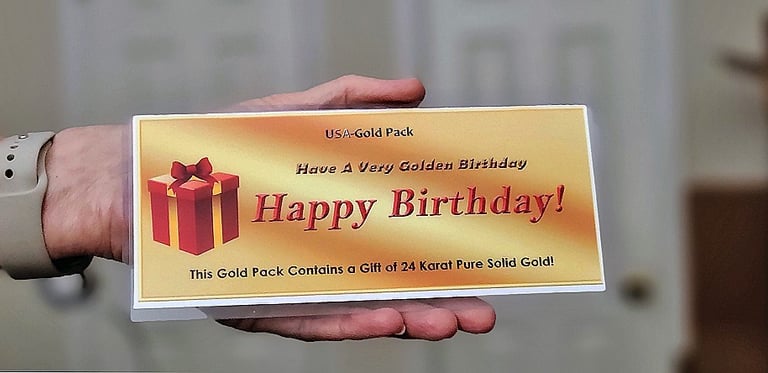 USA-Gold Pack
Have A Very Golden Birthday
Happy Birthday!
This Gold Pack Contains a Gift of 24 Karat Pure Solid Gold!